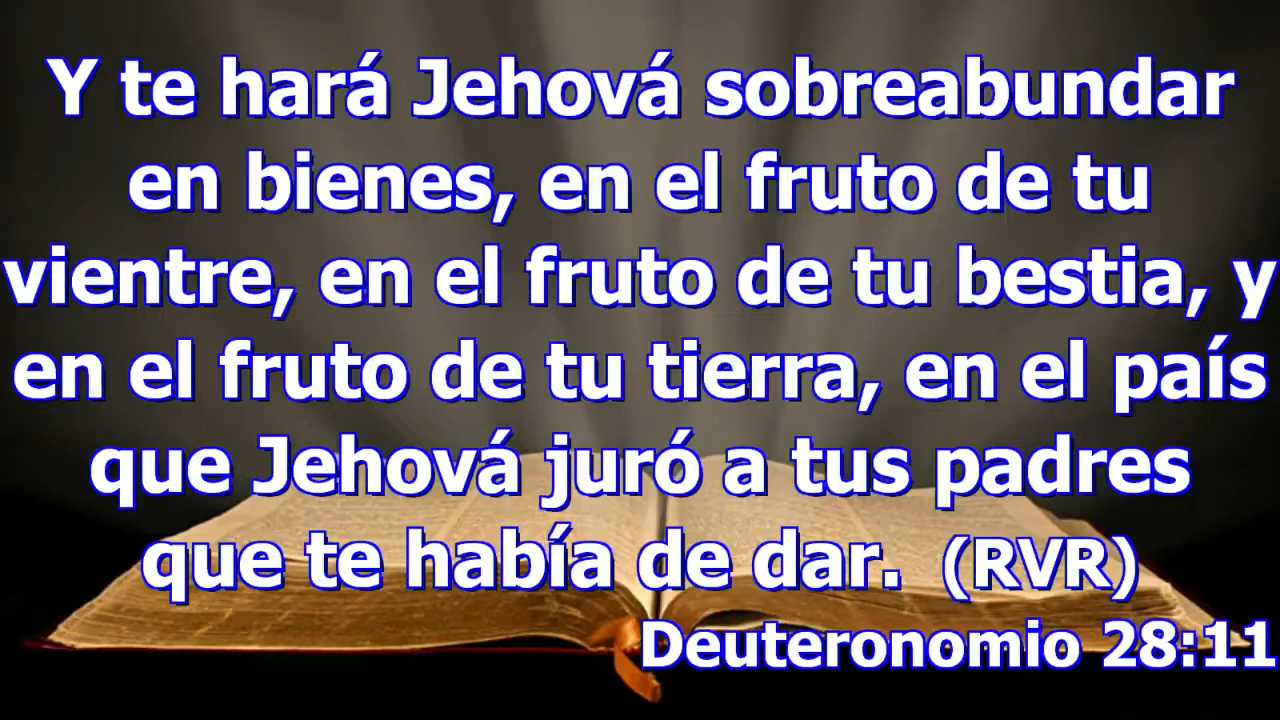 Y te hará Jehová sobreabundar
en bienes, en el fruto de tu
vientre, en el fruto de tu bestia, y
en el fruto de tu tierra, en el país
que Jehová juró a tus padres
que te había de dar. (RVR)
Deuteronomio 28:11